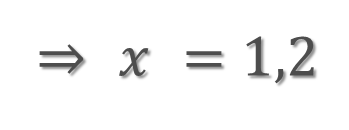 ⇒ x = 1,2